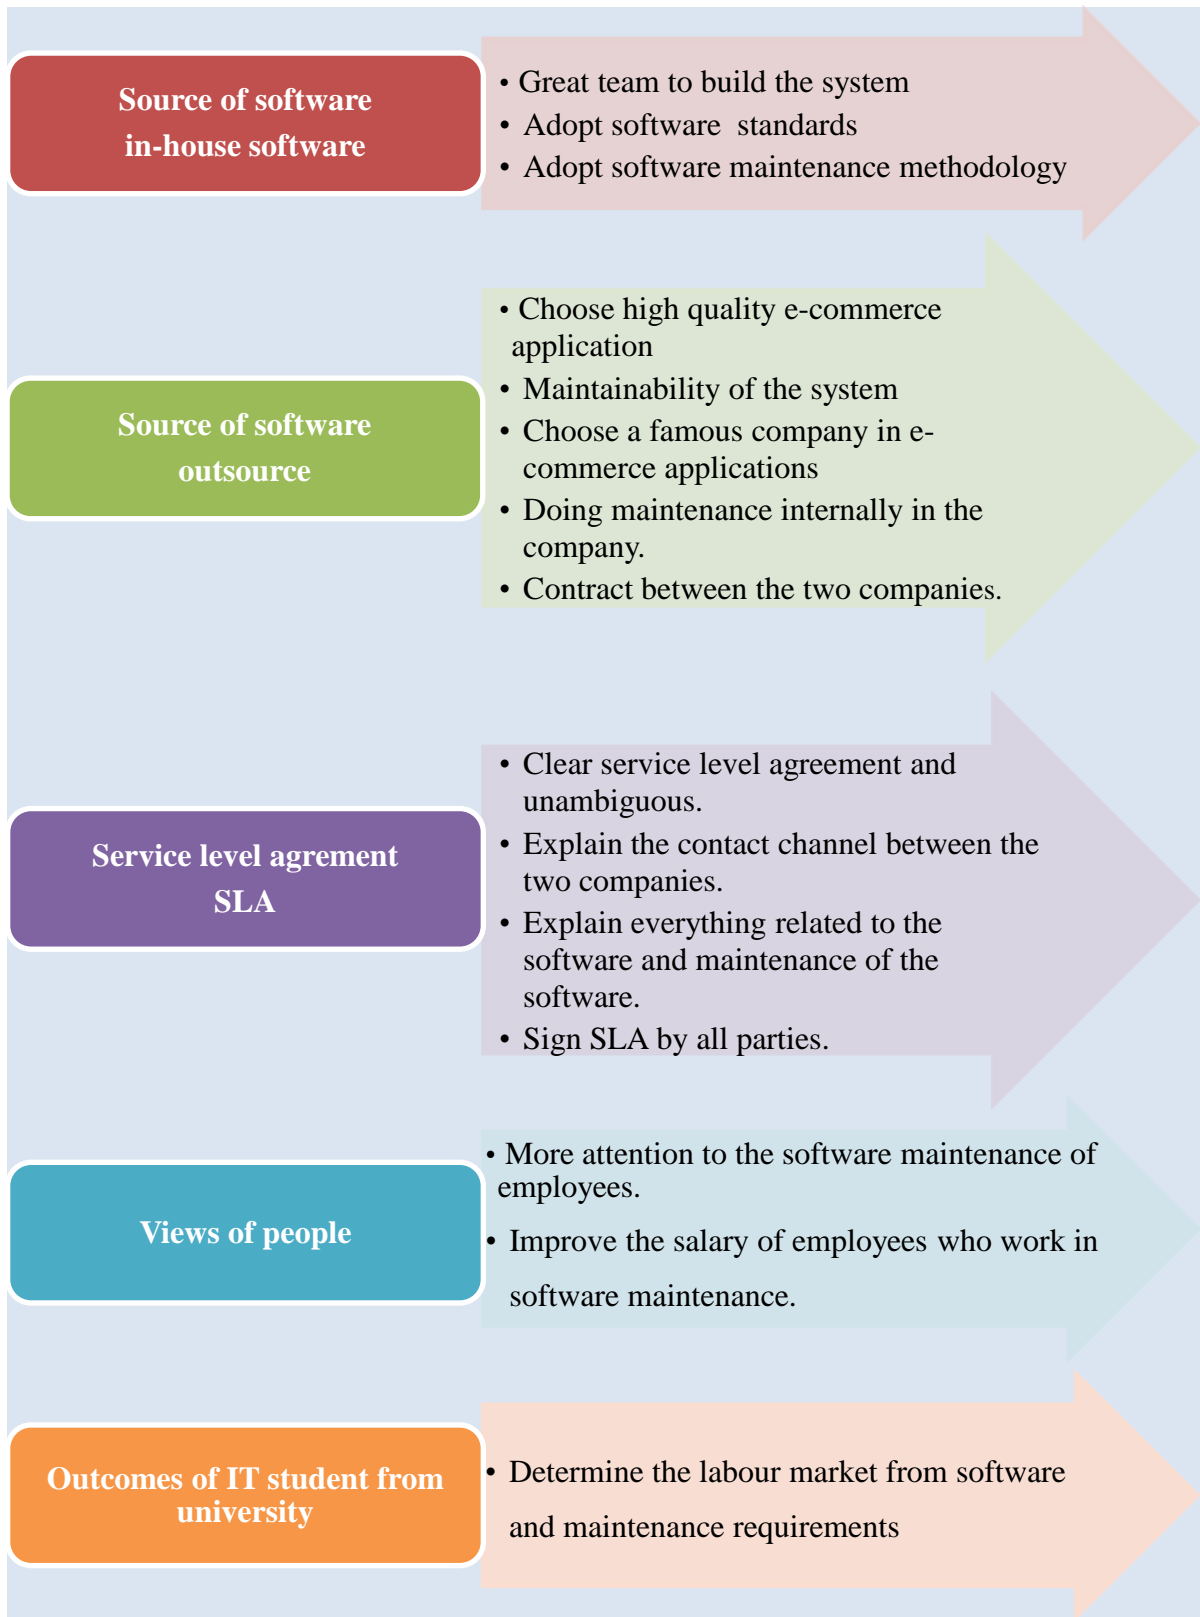 Source of software
in-house software
• Great team to build the system
• Adopt software standards
• Adopt software maintenance methodology
Source of software
outsource
• Choose high quality e-commerce
application
• Maintainability of the system
• Choose a famous company in e-
commerce applications
• Doing maintenance internally in the
company.
• Contract between the two companies.
Service level agrement
SLA
• Clear service level agreement and
unambiguous.
• Explain the contact channel between the
two companies.
• Explain everything related to the
software and maintenance of the
software.
• Sign SLA by all parties.
Views of people
• More attention to the software maintenance of
employees.
• Improve the salary of employees who work in
software maintenance.
Outcomes of IT student from
university
• Determine the labour market from software
and maintenance requirements